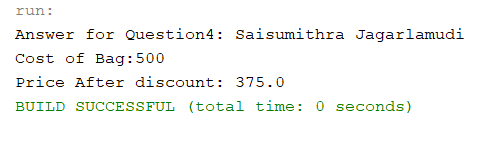 run:
Answer for Question4: Saisumithra Jagarlamudi
Cost of Bag:500
Price After discount: 375.0
BUILD SUCCESSFUL (total time: 0 seconds)